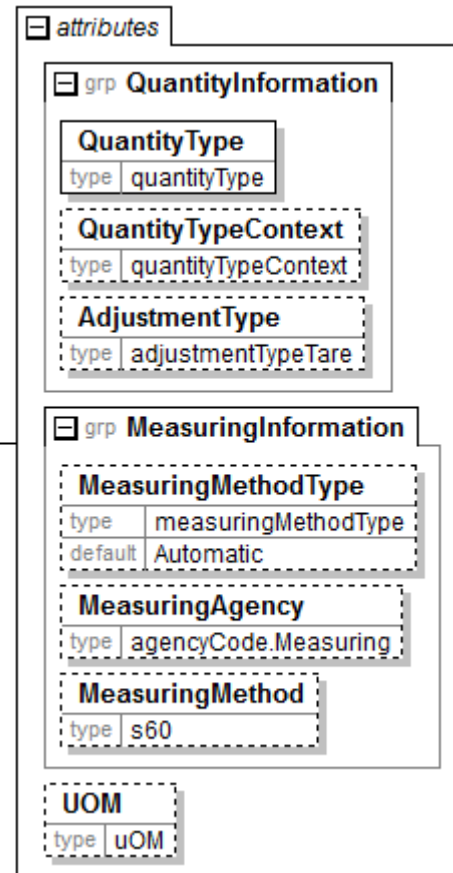 attributes
grp QuantityInformation
QuantityType
type quantityType
QuantityTypeContext
type quantityTypeContext
AdjustmentType
type adjustmentTypeTare
grp MeasuringInformation
MeasuringMethodType
type measuringMethodType
default Automatic
MeasuringAgency
type agencyCode.Measuring
MeasuringMethod
type s60
UOM
type uOM